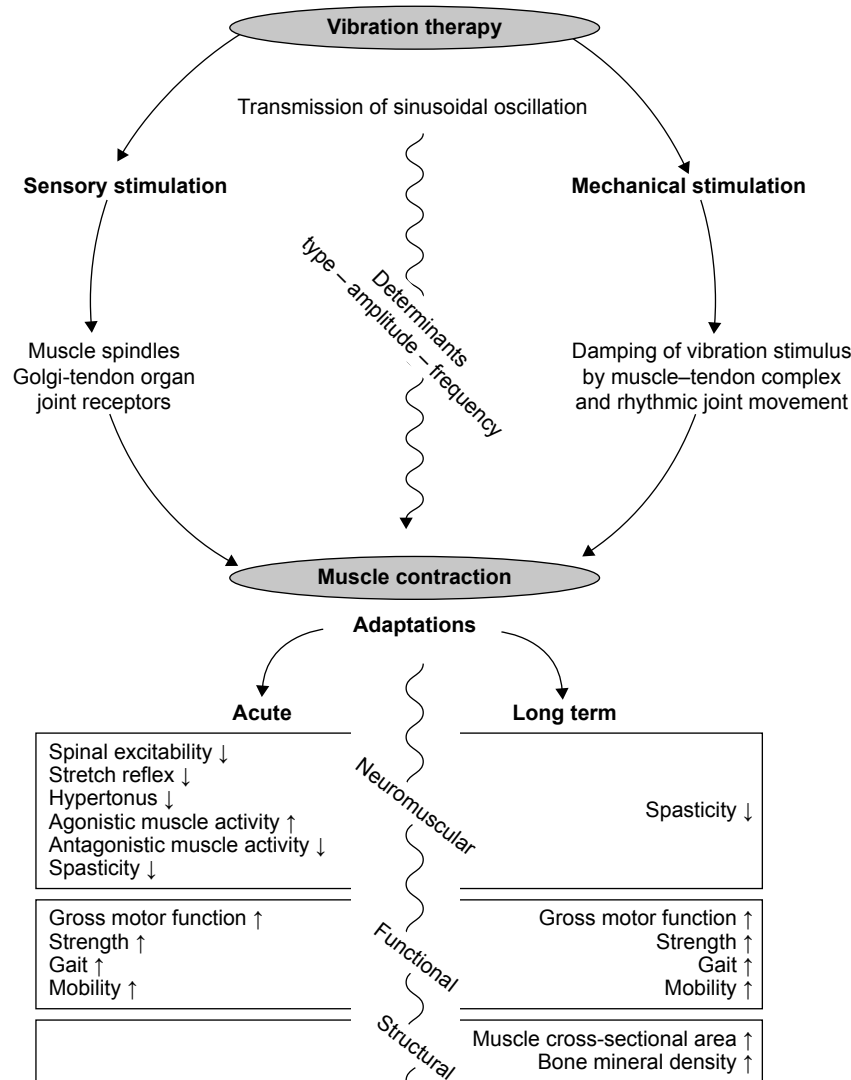 Vibration therapy
Transmission of sinusoidal oscillation
Sensory stimulation
Mechanical stimulation
Determinants
type – amplitude – frequency
Muscle spindles
Golgi-tendon organ
joint receptors
Damping of vibration stimulus
by muscle–tendon complex
and rhythmic joint movement
Muscle contraction
Adaptations
Acute
Long term
Spinal excitability ↓
Stretch reflex ↓
Hypertonus ↓
Agonistic muscle activity ↑
Antagonistic muscle activity ↓
Spasticity ↓
Neuromuscular
Spasticity ↓
Gross motor function ↑
Strength ↑
Gait ↑
Mobility ↑
Functional
Gross motor function ↑
Strength ↑
Gait ↑
Mobility ↑
Structural
Muscle cross-sectional area ↑
Bone mineral density ↑